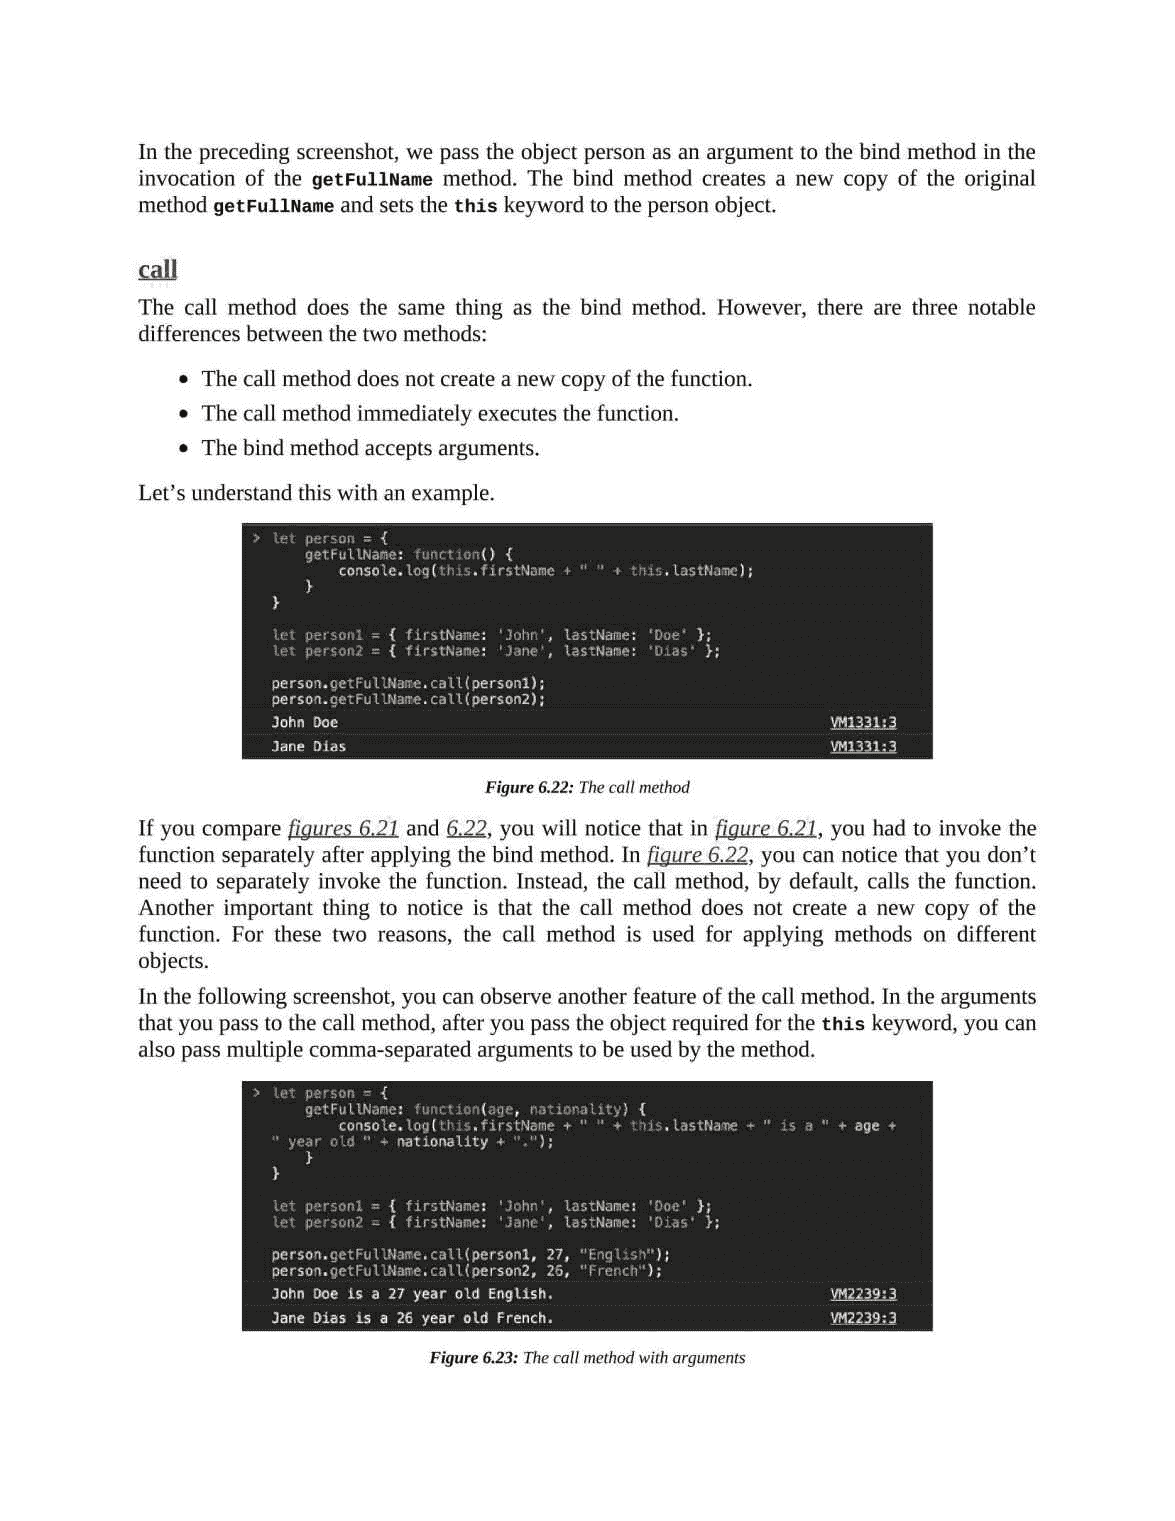 In the preceding screenshot, we pass the object person as an argument to the bind method in the
invocation of the getFullName method. The bind method creates a new copy of the original
method getFullName and sets the this keyword to the person object.
call
The call method does the same thing as the bind method. However, there are three notable
differences between the two methods:
• The call method does not create a new copy of the function.
• The call method immediately executes the function.
• The bind method accepts arguments.
Let’s understand this with an example.
> let person = {
getFullName: function() {
console.log(this.firstName + " " + this.lastName);
}
}
let person1 = { firstName: 'John', lastName: 'Doe' };
let person2 = { firstName: 'Jane', lastName: 'Dias' };
person.getFullName.call(person1);
person.getFullName.call(person2);
John Doe VM1331:3
Jane Dias VM1331:3
Figure 6.22: The call method
If you compare figures 6.21 and 6.22, you will notice that in figure 6.21, you had to invoke the
function separately after applying the bind method. In figure 6.22, you can notice that you don’t
need to separately invoke the function. Instead, the call method, by default, calls the function.
Another important thing to notice is that the call method does not create a new copy of the
function. For these two reasons, the call method is used for applying methods on different
objects.
In the following screenshot, you can observe another feature of the call method. In the arguments
that you pass to the call method, after you pass the object required for the this keyword, you can
also pass multiple comma-separated arguments to be used by the method.
> let person = {
getFullName: function(age, nationality) {
console.log(this.firstName + " " + this.lastName + " is a " + age +
" year old " + nationality + ".");
}
}
let person1 = { firstName: 'John', lastName: 'Doe' };
let person2 = { firstName: 'Jane', lastName: 'Dias' };
person.getFullName.call(person1, 27, "English");
person.getFullName.call(person2, 26, "French");
John Doe is a 27 year old English. VM2239:3
Jane Dias is a 26 year old French. VM2239:3
Figure 6.23: The call method with arguments